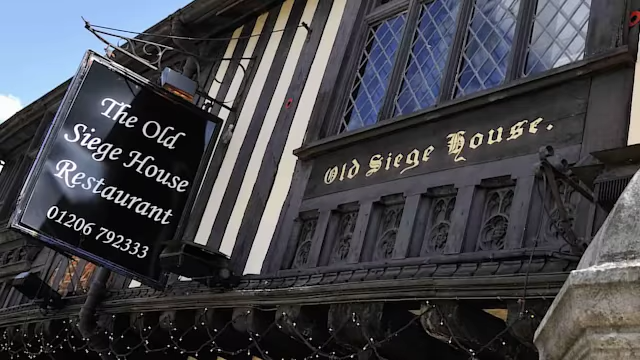 The Old
Siege House
Restaurant
01206 792333
Old Siege House.